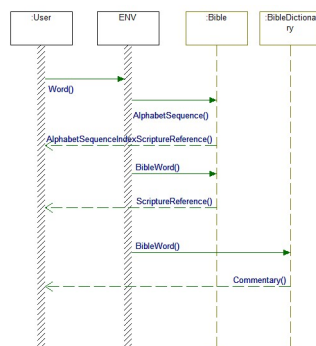 :User
ENV
:Bible
:BibleDictiona
ry
Word()
AlphabetSequence()
AlphabetSequenceIndexScriptureReference()
BibleWord()
ScriptureReference()
BibleWord()
Commentary()